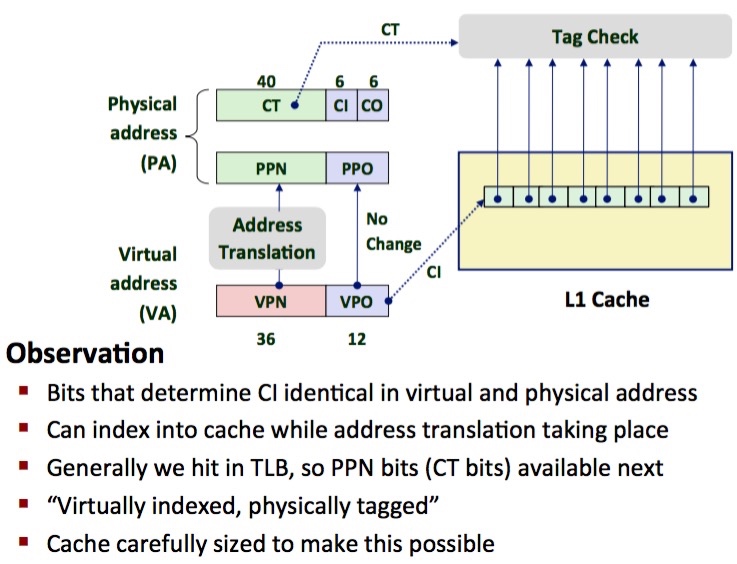 CT
Tag Check
40 6 6
Physical
address
(PA)
CT CI CO
PPN PPO
Address
Translation
No
Change
CI
Virtual
address
(VA)
VPN VPO
L1 Cache
36 12
Observation
Bits that determine CI identical in virtual and physical address
Can index into cache while address translation taking place
Generally we hit in TLB, so PPN bits (CT bits) available next
“Virtually indexed, physically tagged”
Cache carefully sized to make this possible